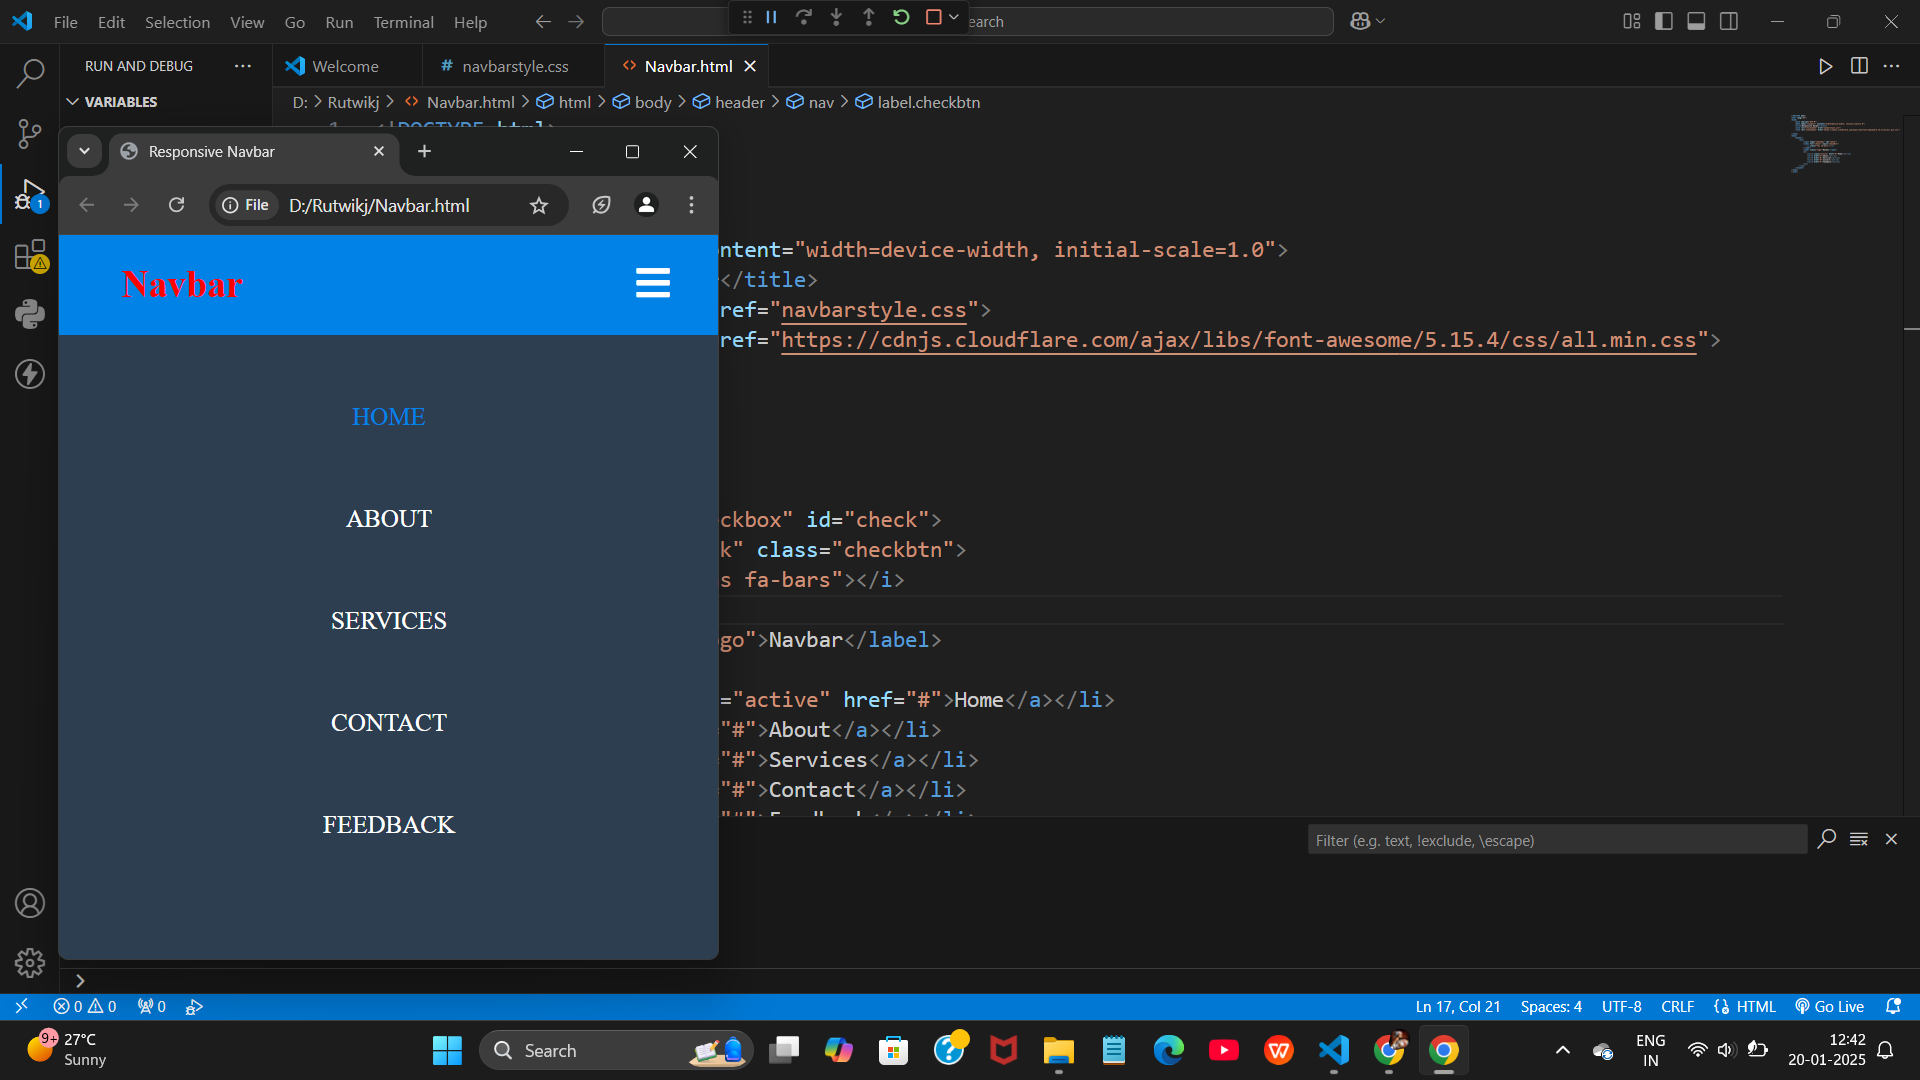 File Edit Selection View Go Run Terminal Help
earch
RUN AND DEBUG
VARIABLES
Welcome
# navbarstyle.css
<> Navbar.html
D: > Rutwikj > <> Navbar.html > html > body > header > nav > label.checkbtn
Responsive Navbar
File D:/Rutwikj/Navbar.html
Navbar
HOME
ABOUT
SERVICES
CONTACT
FEEDBACK
ntent="width=device-width, initial-scale=1.0">
</title>
ref="navbarstyle.css">
ref="https://cdnjs.cloudflare.com/ajax/libs/font-awesome/5.15.4/css/all.min.css">
ckbox" id="check">
k" class="checkbtn">
s fa-bars"></i>
go">Navbar</label>
="active" href="#">Home</a></li>
"#">About</a></li>
"#">Services</a></li>
"#">Contact</a></li>
Filter (e.g. text, !exclude, \escape)
1
0 0 0
Ln 17, Col 21 Spaces: 4 UTF-8 CRLF {} HTML Go Live
9+
27°C
Sunny
Search
ENG
IN
12:42
20-01-2025